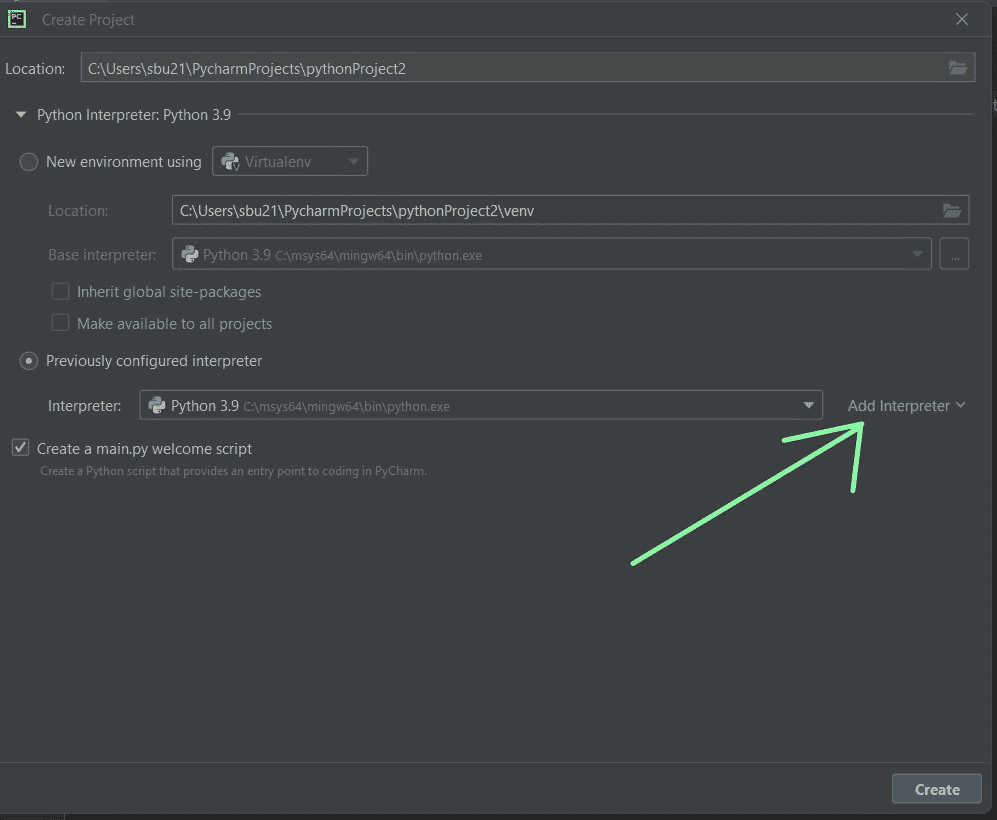 PC
Create Project
Location: C:\Users\sbu21\PycharmProjects\pythonProject2
Python Interpreter: Python 3.9
New environment using Virtualenv
Location: C:\Users\sbu21\PycharmProjects\pythonProject2\venv
Base interpreter: Python 3.9 C:\msys64\mingw64\bin\python.exe ...
Inherit global site-packages
Make available to all projects
Previously configured interpreter
Interpreter: Python 3.9 C:\msys64\mingw64\bin\python.exe Add Interpreter
Create a main.py welcome script
Create a Python script that provides an entry point to coding in PyCharm.
Create